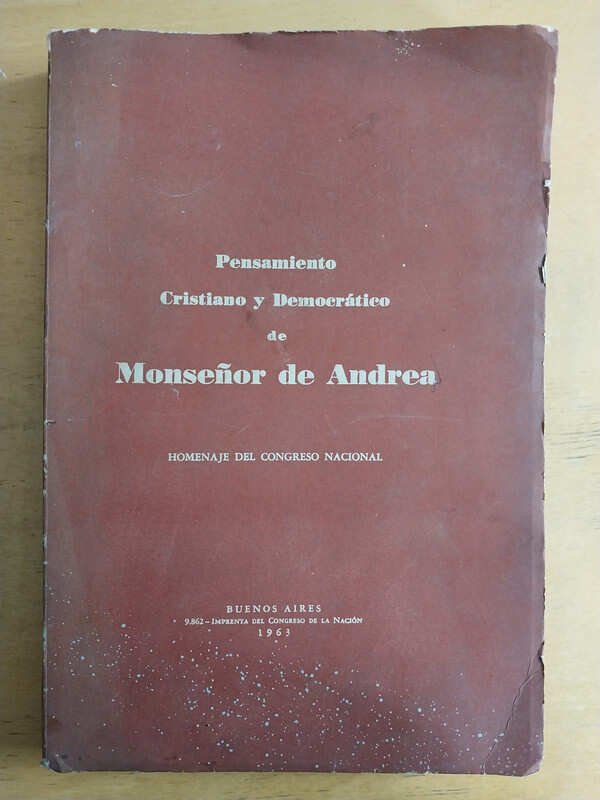 Pensamiento
Cristiano y Democrático
de
Monseñor de Andrea
HOMENAJE DEL CONGRESO NACIONAL
BUENOS AIRES
9.862 – IMPRENTA DEL CONGRESO DE LA NACIÓN
1963